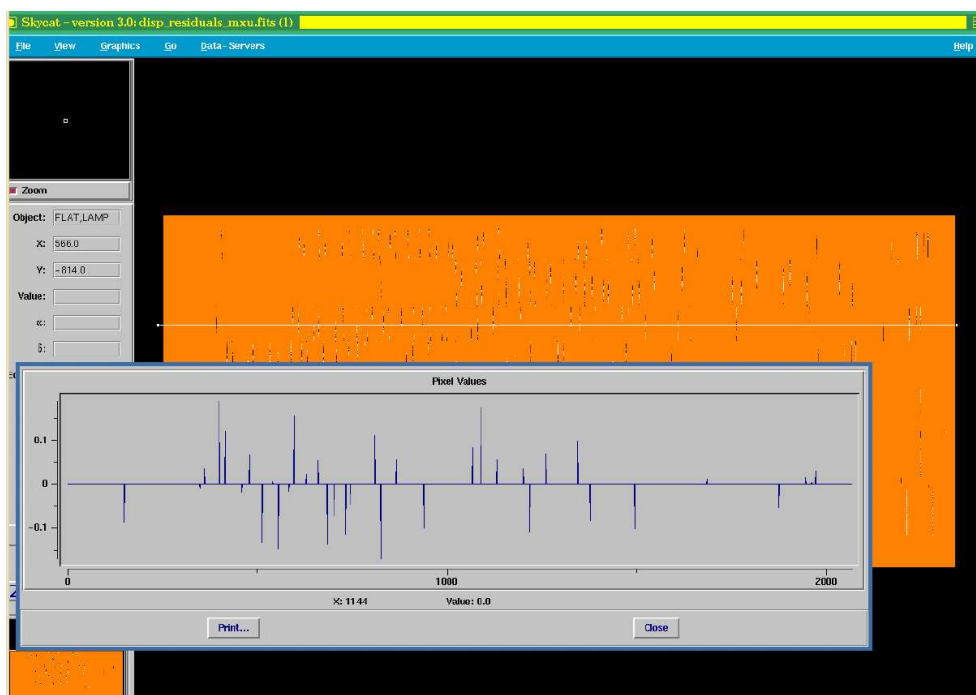 Skycat - version 3.0: disp_residuals_mxu.fits (1)
File View Graphics Go Data-Servers Help
Zoom
Object: FLAT,LAMP
X: 566.0
Y: -814.0
Value:
α:
δ:
Pixel Values
0.1
0
-0.1
0 1000 2000
X: 1144 Value: 0.0
Print... Close